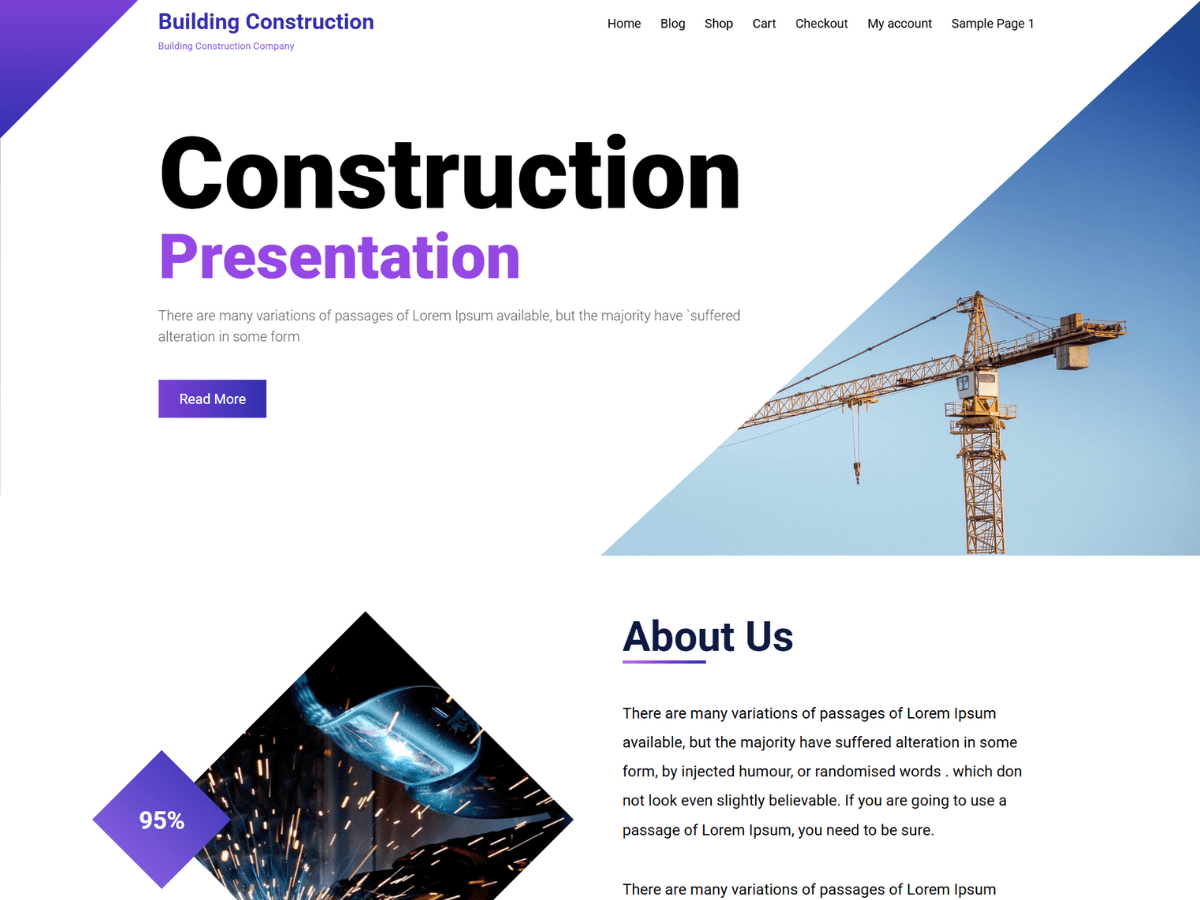 Building Construction
Building Construction Company
Home Blog Shop Cart Checkout My account Sample Page 1
Construction
Presentation
There are many variations of passages of Lorem Ipsum available, but the majority have `suffered
alteration in some form
Read More
95%
About Us
There are many variations of passages of Lorem Ipsum
available, but the majority have suffered alteration in some
form, by injected humour, or randomised words . which don
not look even slightly believable. If you are going to use a
passage of Lorem Ipsum, you need to be sure.
There are many variations of passages of Lorem Ipsum